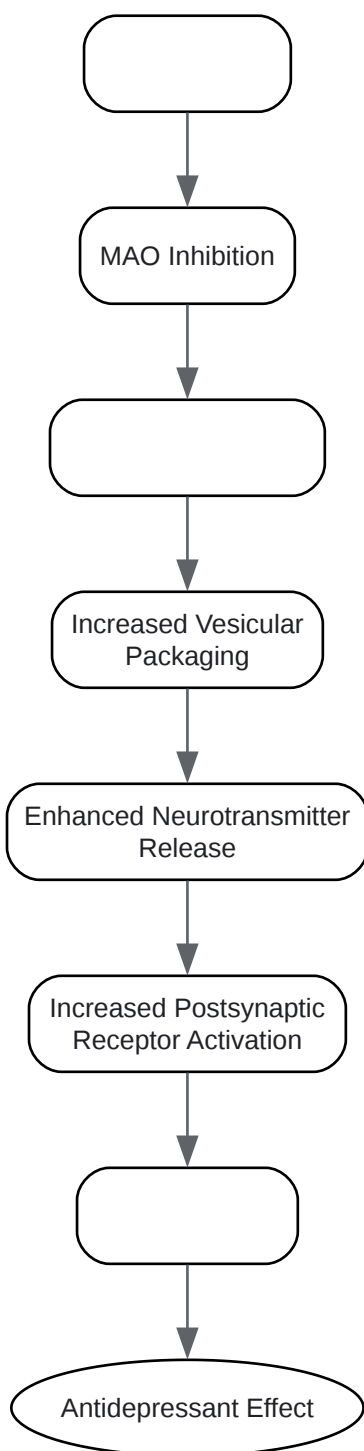 MAO Inhibition
Increased Vesicular
Packaging
Enhanced Neurotransmitter
Release
Increased Postsynaptic
Receptor Activation
Antidepressant Effect